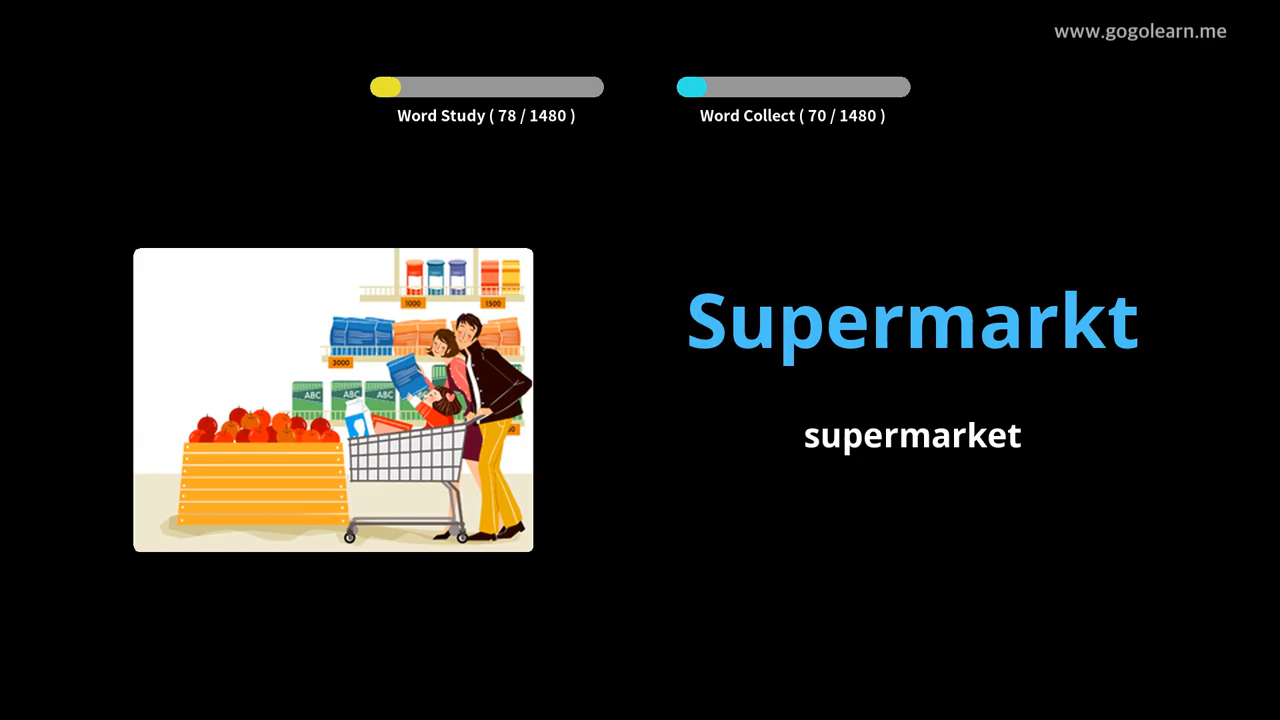 www.gogolearn.me
Word Study ( 78 / 1480 )
Word Collect ( 70 / 1480 )
1000
1500
3000
ABC
ABC
ABC
Supermarkt
supermarket